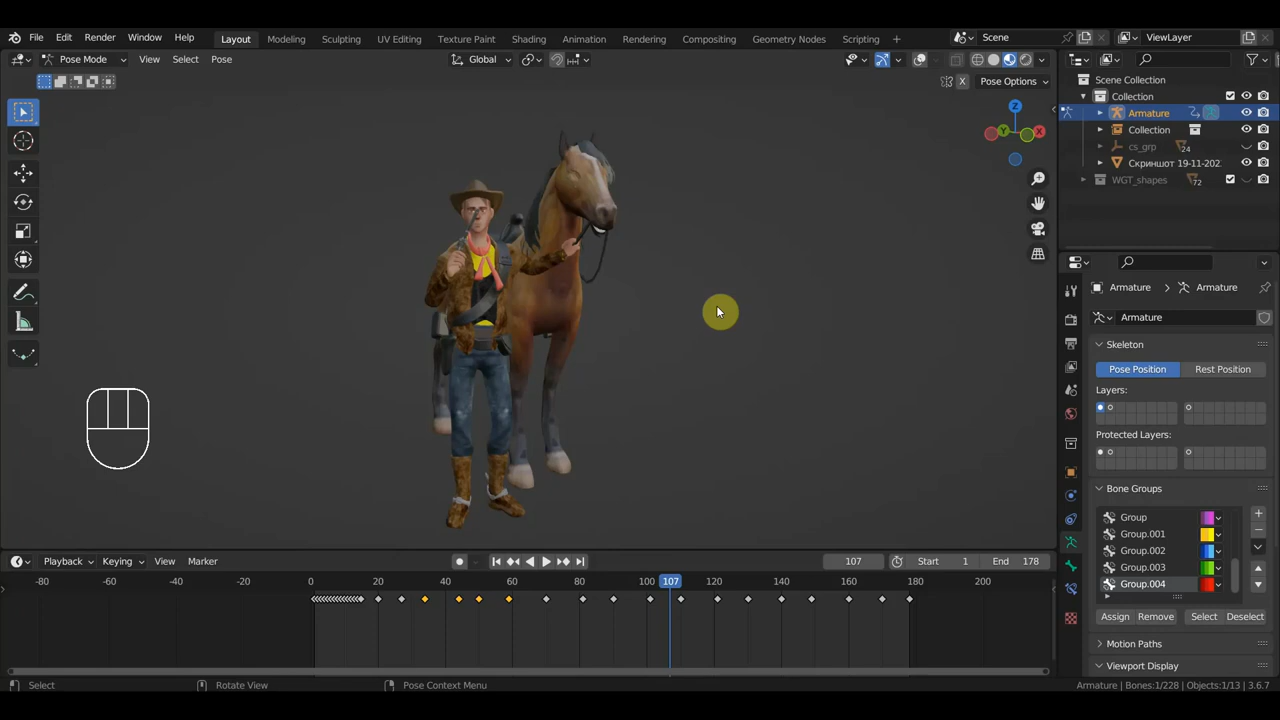 File Edit Render Window Help Layout Modeling Sculpting UV Editing Texture Paint Shading Animation Rendering Compositing Geometry Nodes Scripting + Scene ViewLayer
Pose Mode View Select Pose Global
X Pose Options
Scene Collection
Collection
Armature
Collection
cs_grp 24
Скриншот 19-11-202
WGT_shapes 72
Z
Y X
Armature > Armature
Armature
Skeleton
Pose Position Rest Position
Layers:
Protected Layers:
Bone Groups
Group
Group.001
Group.002
Group.003
Group.004
Assign Remove Select Deselect
Motion Paths
Viewport Display
Playback Keying View Marker 107 Start 1 End 178
-80 -60 -40 -20 0 20 40 60 80 100 107 120 140 160 180 200
Select Rotate View Pose Context Menu Armature | Bones:1/228 | Objects:1/13 | 3.6.7